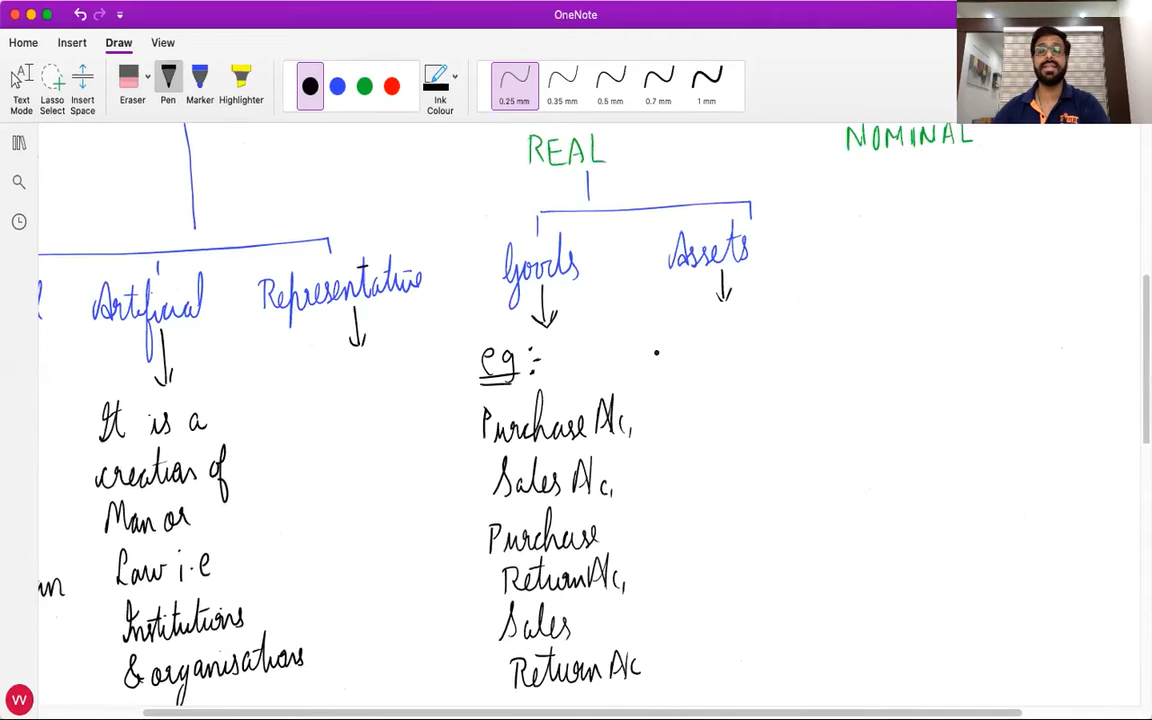 OneNote
Home Insert Draw View
Text Mode
Lasso Select
Insert Space
Eraser
Pen
Marker
Highlighter
Ink Colour
0.25 mm
0.35 mm
0.5 mm
0.7 mm
1 mm
REAL
NOMINAL
Goods
Assets
Artificial
Representative
eg :-
Purchase A/c,
Sales A/c,
Purchase
Return A/c,
Sales
Return A/c
It is a
creation of
Man or
Law i.e
Institutions
& organisations
VV